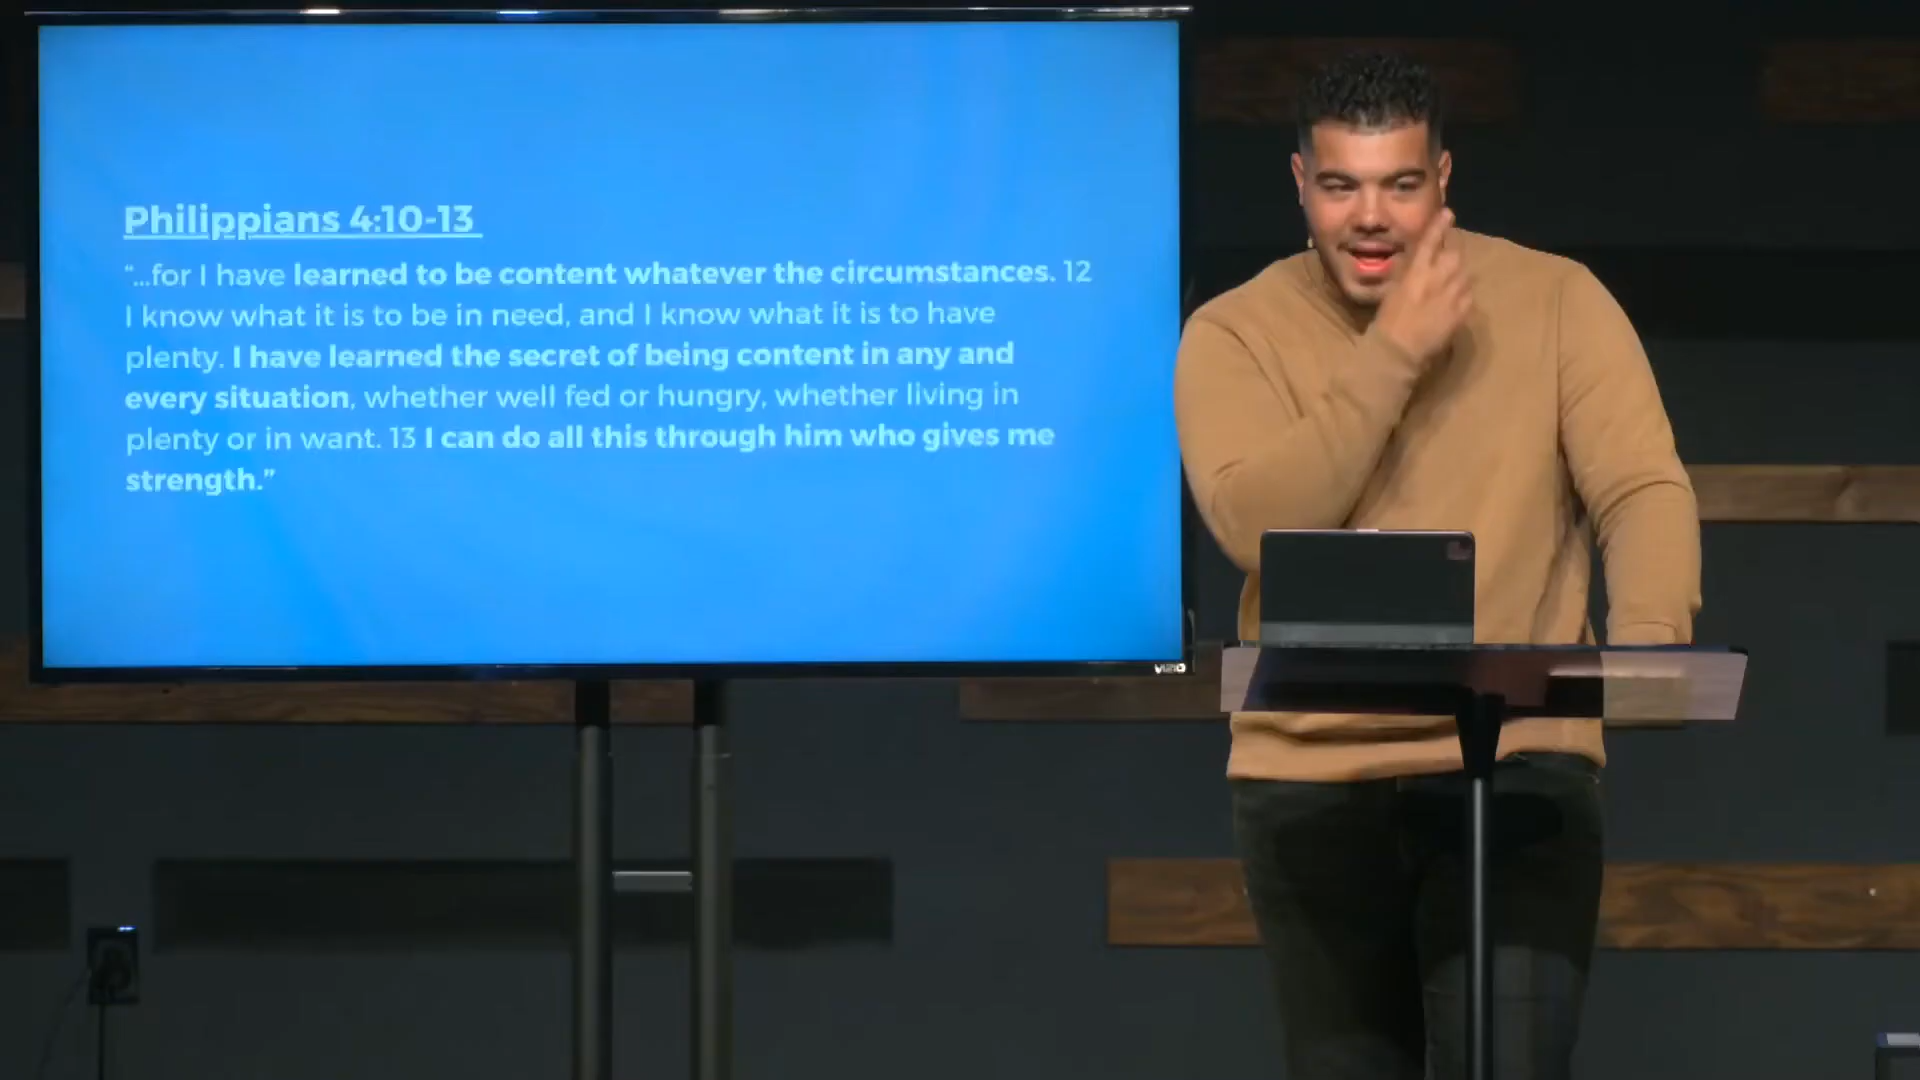 Philippians 4:10-13
“...for I have learned to be content whatever the circumstances. 12
I know what it is to be in need, and I know what it is to have
plenty. I have learned the secret of being content in any and
every situation, whether well fed or hungry, whether living in
plenty or in want. 13 I can do all this through him who gives me
strength.”
VIZIO